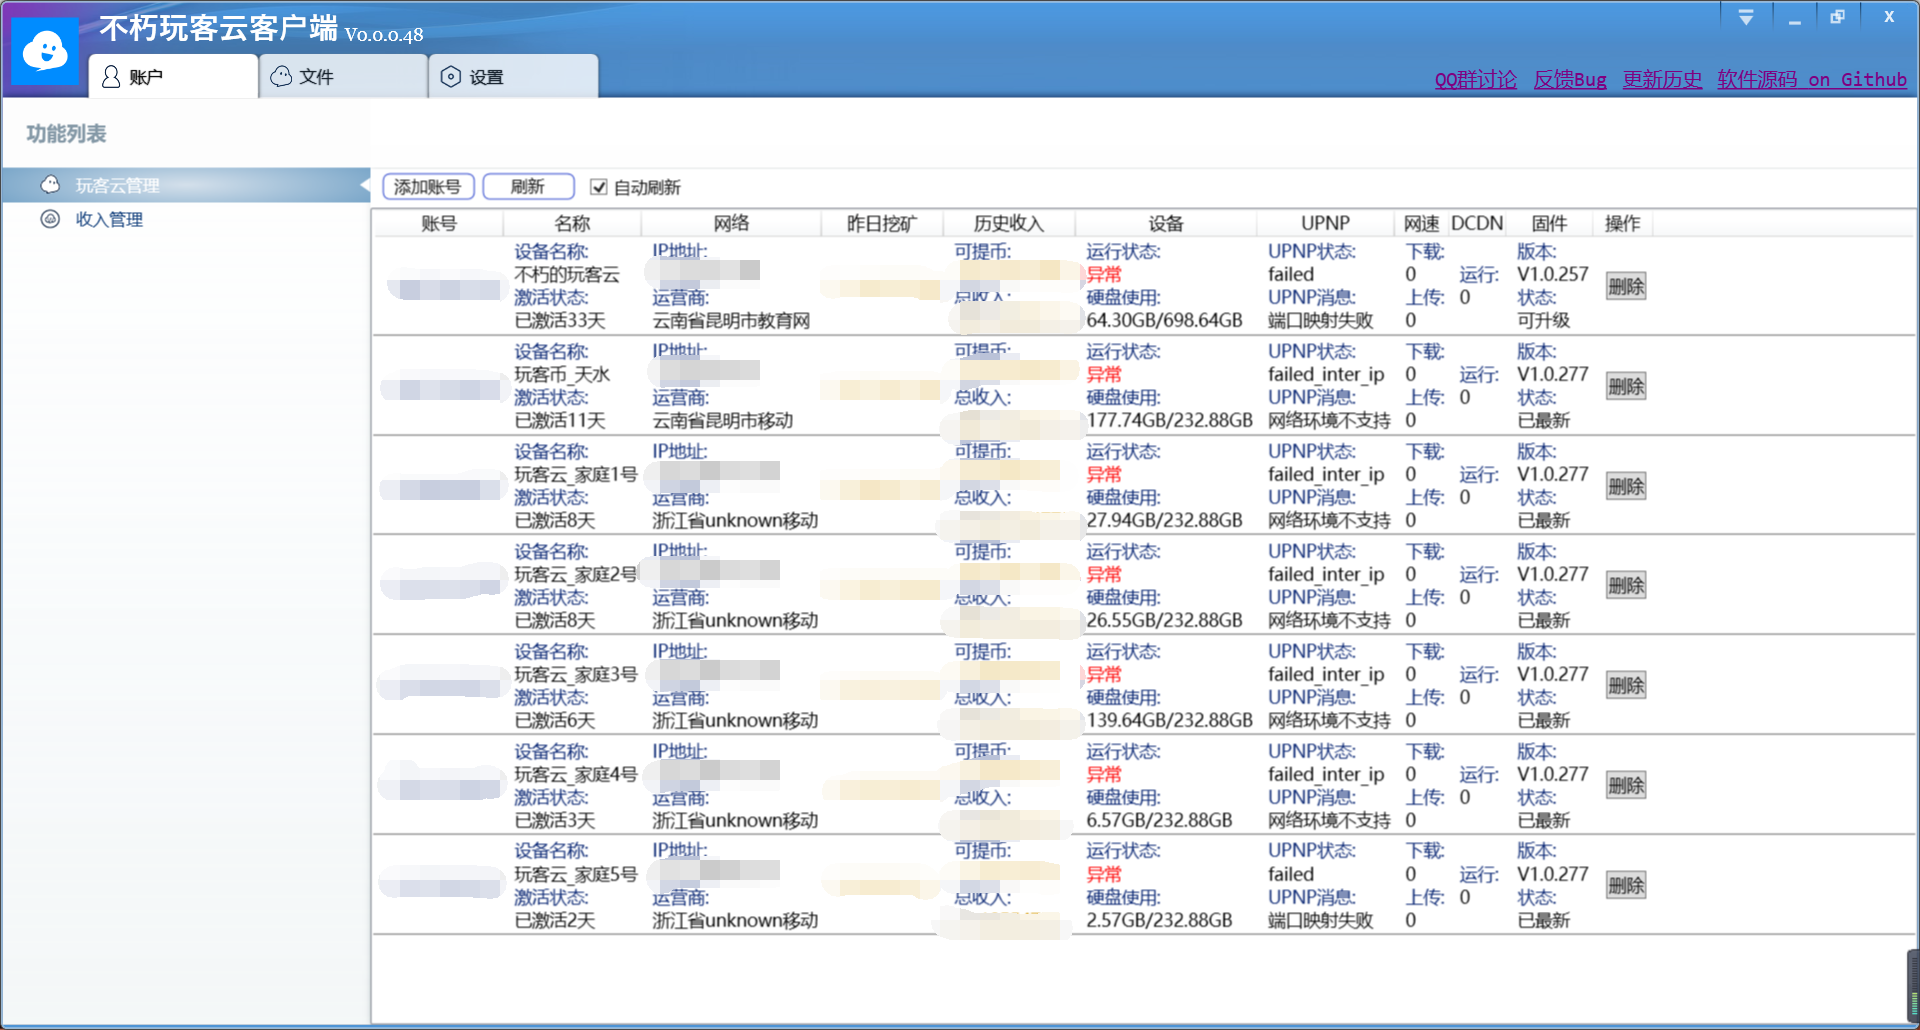 不朽玩客云客户端 V0.0.0.48
账户
文件
设置
QQ群讨论 反馈Bug 更新历史 软件源码 on Github
功能列表
玩客云管理
收入管理
添加账号 刷新 自动刷新
账号 名称 网络 昨日挖矿 历史收入 设备 UPNP 网速 DCDN 固件 操作
设备名称: IP地址: 可提币: 运行状态: UPNP状态: 下载: 版本:
不朽的玩客云 异常 failed 0 运行: V1.0.257 删除
激活状态: 运营商: 总收入: 硬盘使用: UPNP消息: 上传: 0 状态:
已激活33天 云南省昆明市教育网 64.30GB/698.64GB 端口映射失败 0 可升级
设备名称: IP地址: 可提币: 运行状态: UPNP状态: 下载: 版本:
玩客币_天水 异常 failed_inter_ip 0 运行: V1.0.277 删除
激活状态: 运营商: 总收入: 硬盘使用: UPNP消息: 上传: 0 状态:
已激活11天 云南省昆明市移动 177.74GB/232.88GB 网络环境不支持 0 已最新
设备名称: IP地址: 可提币: 运行状态: UPNP状态: 下载: 版本:
玩客云_家庭1号 异常 failed_inter_ip 0 运行: V1.0.277 删除
激活状态: 运营商: 总收入: 硬盘使用: UPNP消息: 上传: 0 状态:
已激活8天 浙江省unknown移动 27.94GB/232.88GB 网络环境不支持 0 已最新
设备名称: IP地址: 可提币: 运行状态: UPNP状态: 下载: 版本:
玩客云_家庭2号 异常 failed_inter_ip 0 运行: V1.0.277 删除
激活状态: 运营商: 总收入: 硬盘使用: UPNP消息: 上传: 0 状态:
已激活8天 浙江省unknown移动 26.55GB/232.88GB 网络环境不支持 0 已最新
设备名称: IP地址: 可提币: 运行状态: UPNP状态: 下载: 版本:
玩客云_家庭3号 异常 failed_inter_ip 0 运行: V1.0.277 删除
激活状态: 运营商: 总收入: 硬盘使用: UPNP消息: 上传: 0 状态:
已激活6天 浙江省unknown移动 139.64GB/232.88GB 网络环境不支持 0 已最新
设备名称: IP地址: 可提币: 运行状态: UPNP状态: 下载: 版本:
玩客云_家庭4号 异常 failed_inter_ip 0 运行: V1.0.277 删除
激活状态: 运营商: 总收入: 硬盘使用: UPNP消息: 上传: 0 状态:
已激活3天 浙江省unknown移动 6.57GB/232.88GB 网络环境不支持 0 已最新
设备名称: IP地址: 可提币: 运行状态: UPNP状态: 下载: 版本:
玩客云_家庭5号 异常 failed 0 运行: V1.0.277 删除
激活状态: 运营商: 总收入: 硬盘使用: UPNP消息: 上传: 0 状态:
已激活2天 浙江省unknown移动 2.57GB/232.88GB 端口映射失败 0 已最新